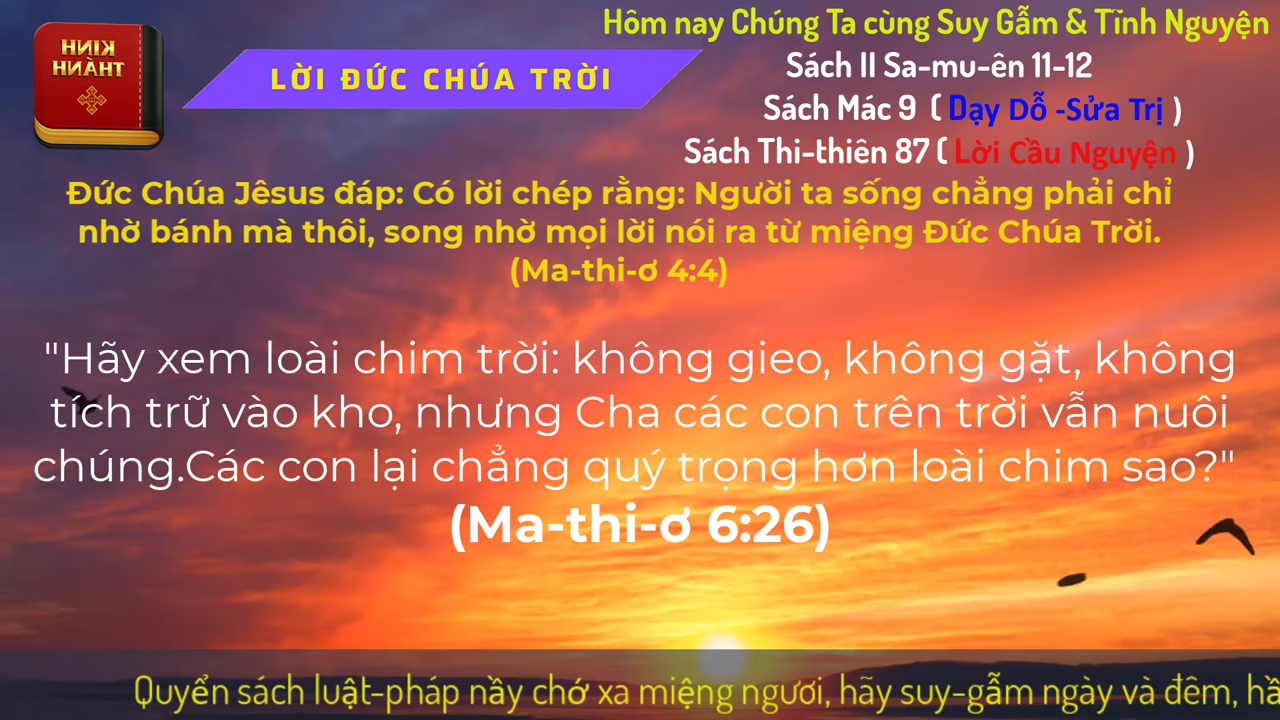 KINH
THÁNH
LỜI ĐỨC CHÚA TRỜI
Hôm nay Chúng Ta cùng Suy Gẫm & Tĩnh Nguyện
Sách II Sa-mu-ên 11-12
Sách Mác 9 ( Dạy Dỗ -Sửa Trị )
Sách Thi-thiên 87 ( Lời Cầu Nguyện )
Đức Chúa Jêsus đáp: Có lời chép rằng: Người ta sống chẳng phải chỉ
nhờ bánh mà thôi, song nhờ mọi lời nói ra từ miệng Đức Chúa Trời.
(Ma-thi-ơ 4:4)
"Hãy xem loài chim trời: không gieo, không gặt, không
tích trữ vào kho, nhưng Cha các con trên trời vẫn nuôi
chúng.Các con lại chẳng quý trọng hơn loài chim sao?"
(Ma-thi-ơ 6:26)
Quyển sách luật-pháp nầy chớ xa miệng ngươi, hãy suy-gẫm ngày và đêm,